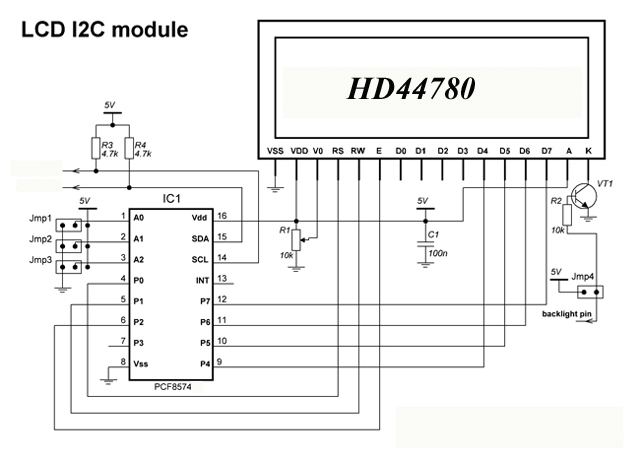 LCD I2C module
HD44780
VSS VDD V0 RS RW E D0 D1 D2 D3 D4 D5 D6 D7 A K
5V
R3
4.7k
R4
4.7k
IC1
Jmp1
Jmp2
Jmp3
5V
1 A0 Vdd 16
2 A1 SDA 15
3 A2 SCL 14
4 P0 INT 13
5 P1 P7 12
6 P2 P6 11
7 P3 P5 10
8 Vss P4 9
PCF8574
R1
10k
5V
C1
100n
VT1
R2
10k
5V
Jmp4
backlight pin